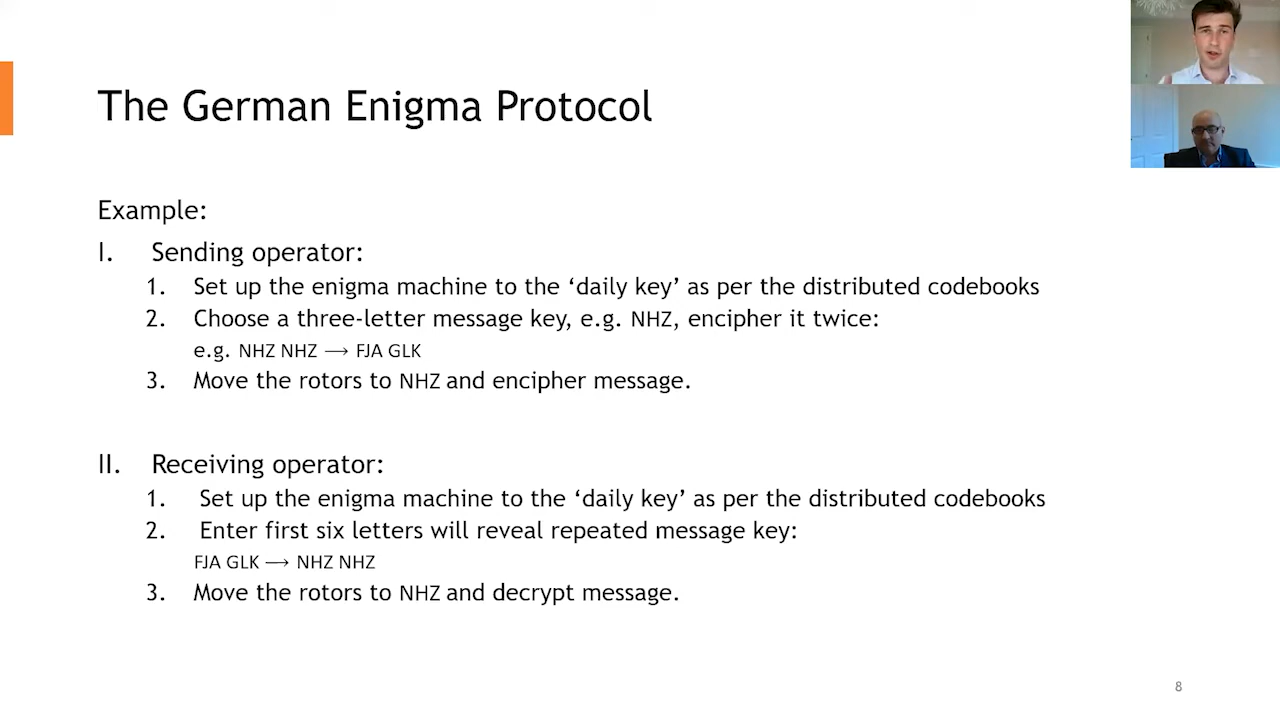 The German Enigma Protocol
Example:
I. Sending operator:
1. Set up the enigma machine to the ‘daily key’ as per the distributed codebooks
2. Choose a three-letter message key, e.g. NHZ, encipher it twice:
e.g. NHZ NHZ ⟶ FJA GLK
3. Move the rotors to NHZ and encipher message.
II. Receiving operator:
1. Set up the enigma machine to the ‘daily key’ as per the distributed codebooks
2. Enter first six letters will reveal repeated message key:
FJA GLK ⟶ NHZ NHZ
3. Move the rotors to NHZ and decrypt message.
8